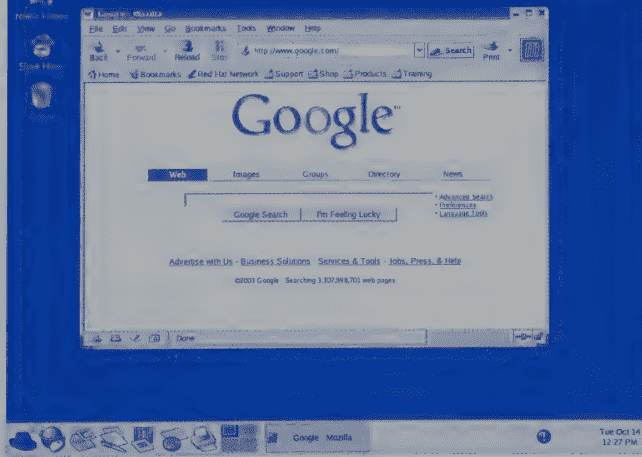 Google - Mozilla
File Edit View Go Bookmarks Tools Window Help
Back Forward Reload Stop http://www.google.com/ Search Print
Home Bookmarks Red Hat Network Support Shop Products Training
Google™
Web Images Groups Directory News
Advanced Search
Preferences
Language Tools
Google Search I'm Feeling Lucky
Advertise with Us - Business Solutions - Services & Tools - Jobs, Press, & Help
©2003 Google - Searching 3,307,998,701 web pages
Done
Google - Mozilla
Tue Oct 14
12:27 PM